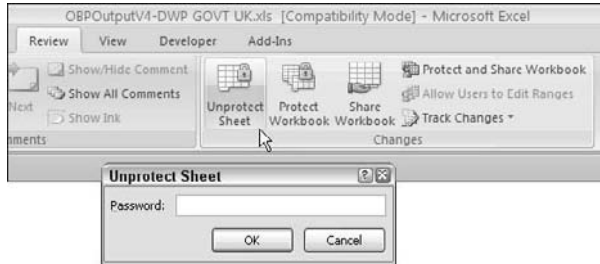 OBPOutputV4-DWP GOVT UK.xls [Compatibility Mode] - Microsoft Excel
Review View Developer Add-Ins
Next
Show/Hide Comment
Show All Comments
Show Ink
mments
Unprotect Sheet
Protect Workbook
Share Workbook
Protect and Share Workbook
Allow Users to Edit Ranges
Track Changes
Changes
Unprotect Sheet
Password:
OK Cancel